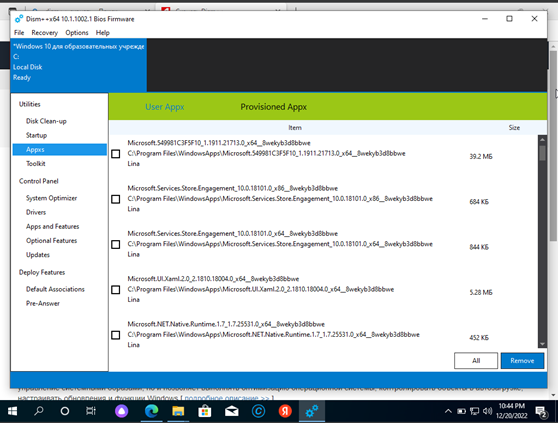 Dism++x64 10.1.1002.1 Bios Firmware
File Recovery Options Help
*Windows 10 для образовательных учрежде
C:
Local Disk
Ready
Utilities
Disk Clean-up
Startup
Appxs
Toolkit
Control Panel
System Optimizer
Drivers
Apps and Features
Optional Features
Updates
Deploy Features
Default Associations
Pre-Answer
User Appx Provisioned Appx
Item Size
Microsoft.549981C3F5F10_1.1911.21713.0_x64__8wekyb3d8bbwe
C:\Program Files\WindowsApps\Microsoft.549981C3F5F10_1.1911.21713.0_x64__8wekyb3d8bbwe
Lina
39.2 МБ
Microsoft.Services.Store.Engagement_10.0.18101.0_x86__8wekyb3d8bbwe
C:\Program Files\WindowsApps\Microsoft.Services.Store.Engagement_10.0.18101.0_x86__8wekyb3d8bbwe
Lina
684 КБ
Microsoft.Services.Store.Engagement_10.0.18101.0_x64__8wekyb3d8bbwe
C:\Program Files\WindowsApps\Microsoft.Services.Store.Engagement_10.0.18101.0_x64__8wekyb3d8bbwe
Lina
844 КБ
Microsoft.UI.Xaml.2.0_2.1810.18004.0_x64__8wekyb3d8bbwe
C:\Program Files\WindowsApps\Microsoft.UI.Xaml.2.0_2.1810.18004.0_x64__8wekyb3d8bbwe
Lina
5.28 МБ
Microsoft.NET.Native.Runtime.1.7_1.7.25531.0_x64__8wekyb3d8bbwe
C:\Program Files\WindowsApps\Microsoft.NET.Native.Runtime.1.7_1.7.25531.0_x64__8wekyb3d8bbwe
Lina
452 КБ
All Remove
настраивать обновления и функции Windows [ подробное описание >> ]
10:44 PM
12/20/2022
2